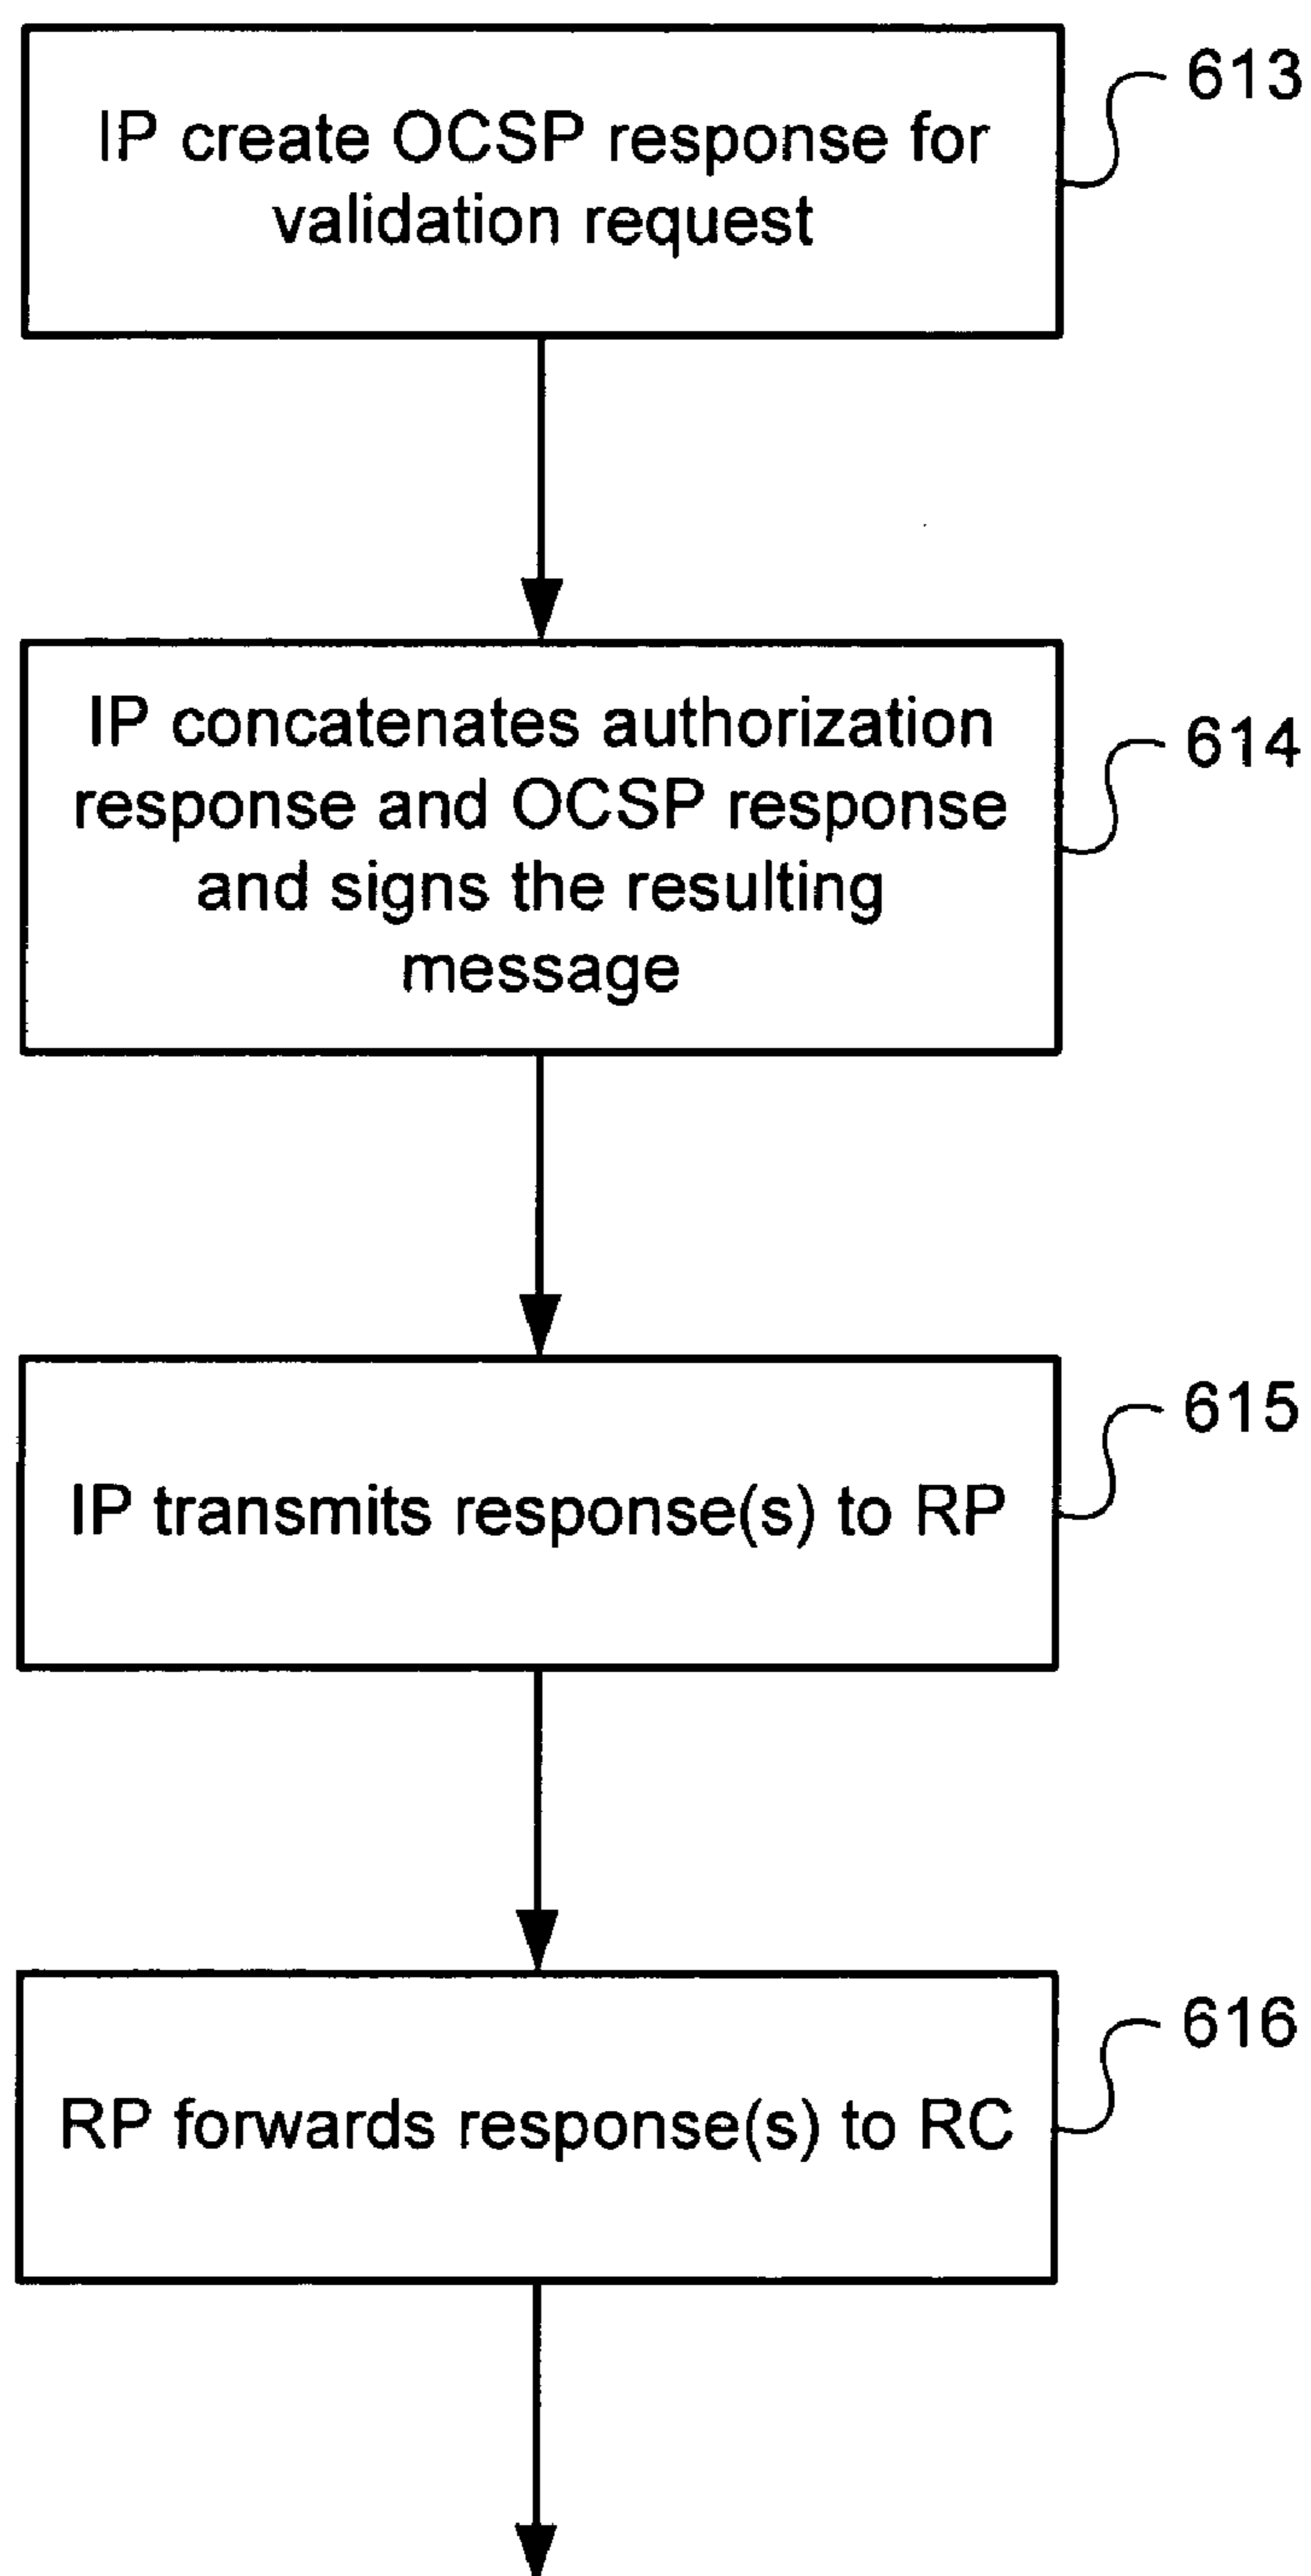 613
IP create OCSP response for
validation request
614
IP concatenates authorization
response and OCSP response
and signs the resulting
message
615
IP transmits response(s) to RP
616
RP forwards response(s) to RC